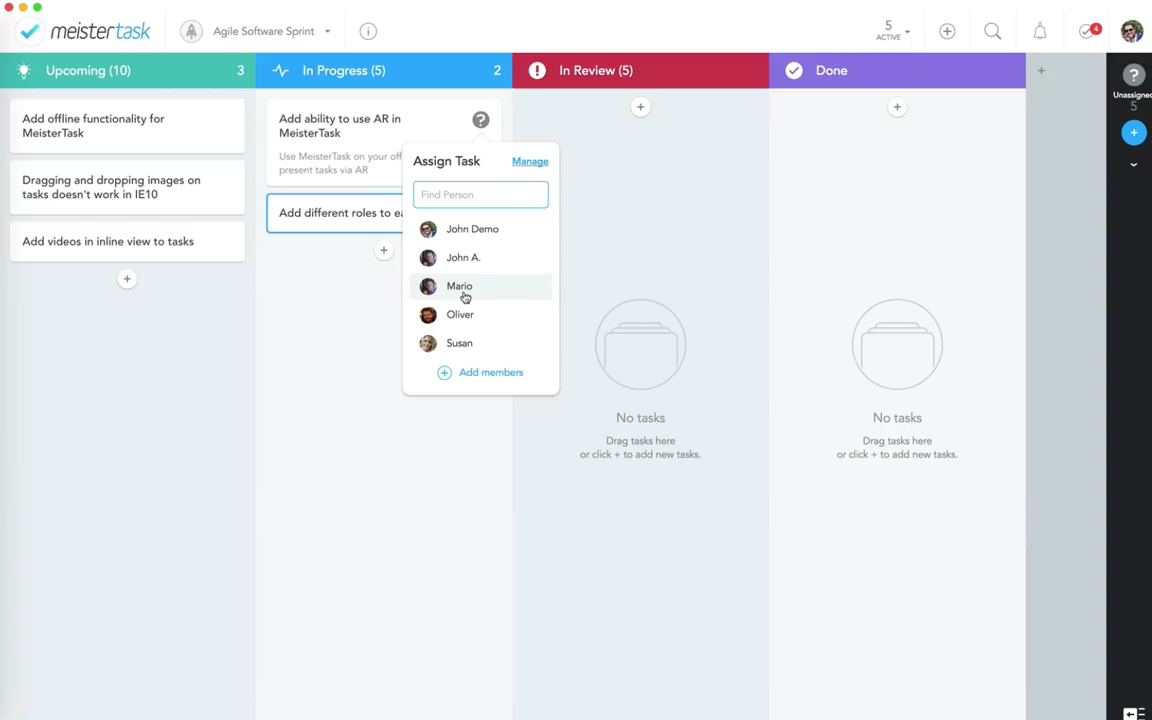 meistertask
Agile Software Sprint
5
ACTIVE
4
Upcoming (10)
3
In Progress (5)
2
In Review (5)
Done
Unassigned
5
Add offline functionality for
MeisterTask
Dragging and dropping images on
tasks doesn't work in IE10
Add videos in inline view to tasks
Add ability to use AR in
MeisterTask
Use MeisterTask on your
present tasks via AR
Add different roles to
Assign Task
Manage
Find Person
John Demo
John A.
Mario
Oliver
Susan
Add members
No tasks
Drag tasks here
or click + to add new tasks.
No tasks
Drag tasks here
or click + to add new tasks.